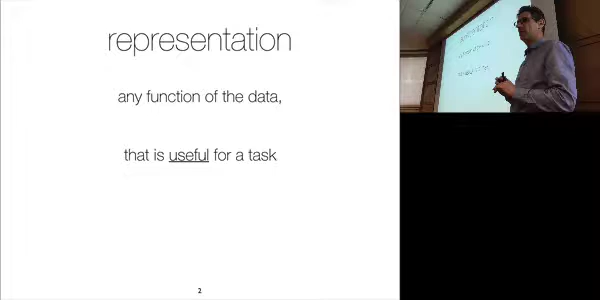 representation
any function of the data,
that is useful for a task
2